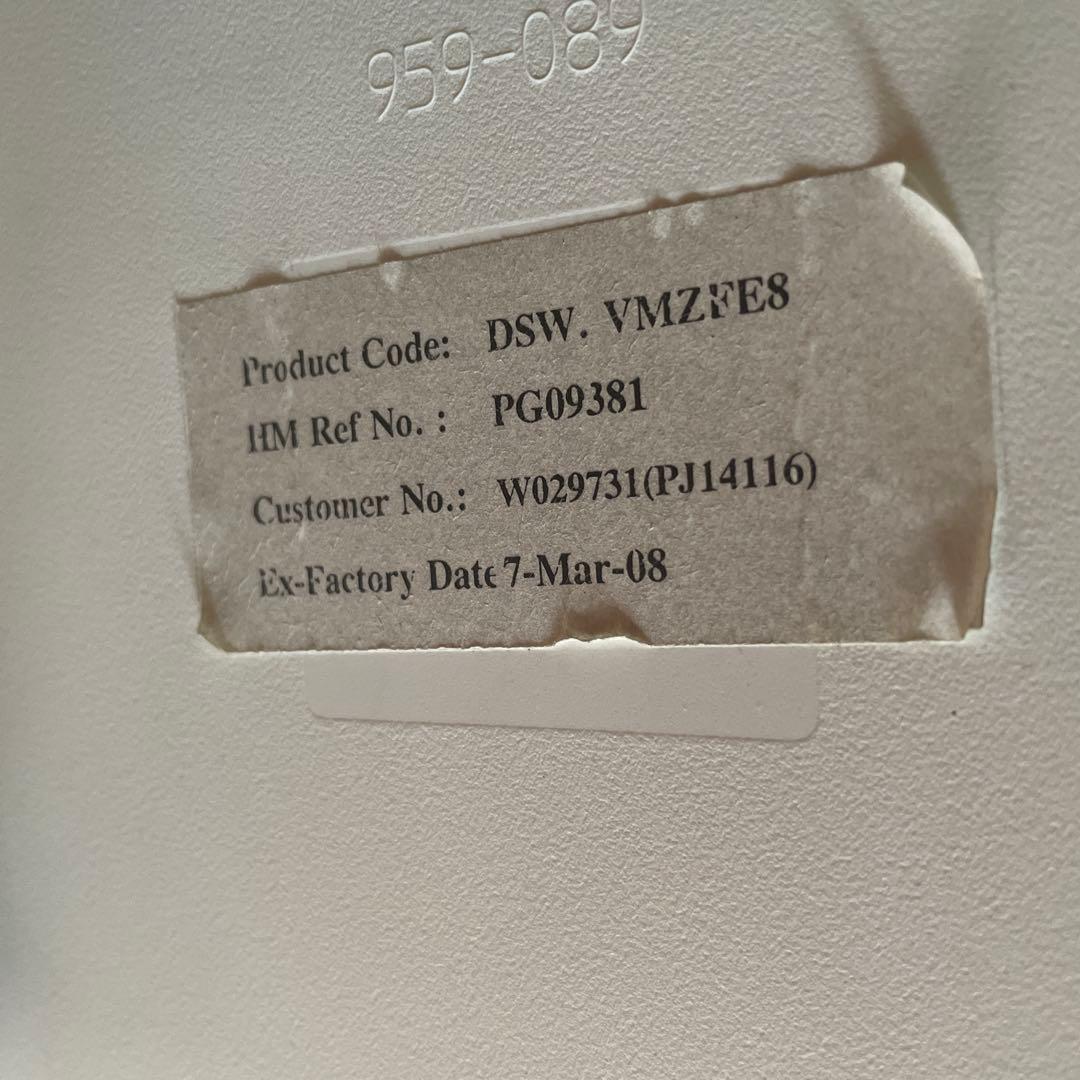 959-089
Product Code: DSW. VMZFE8
HM Ref No. : PG09381
Customer No.: W029731(PJ14116)
Ex-Factory Date 7-Mar-08